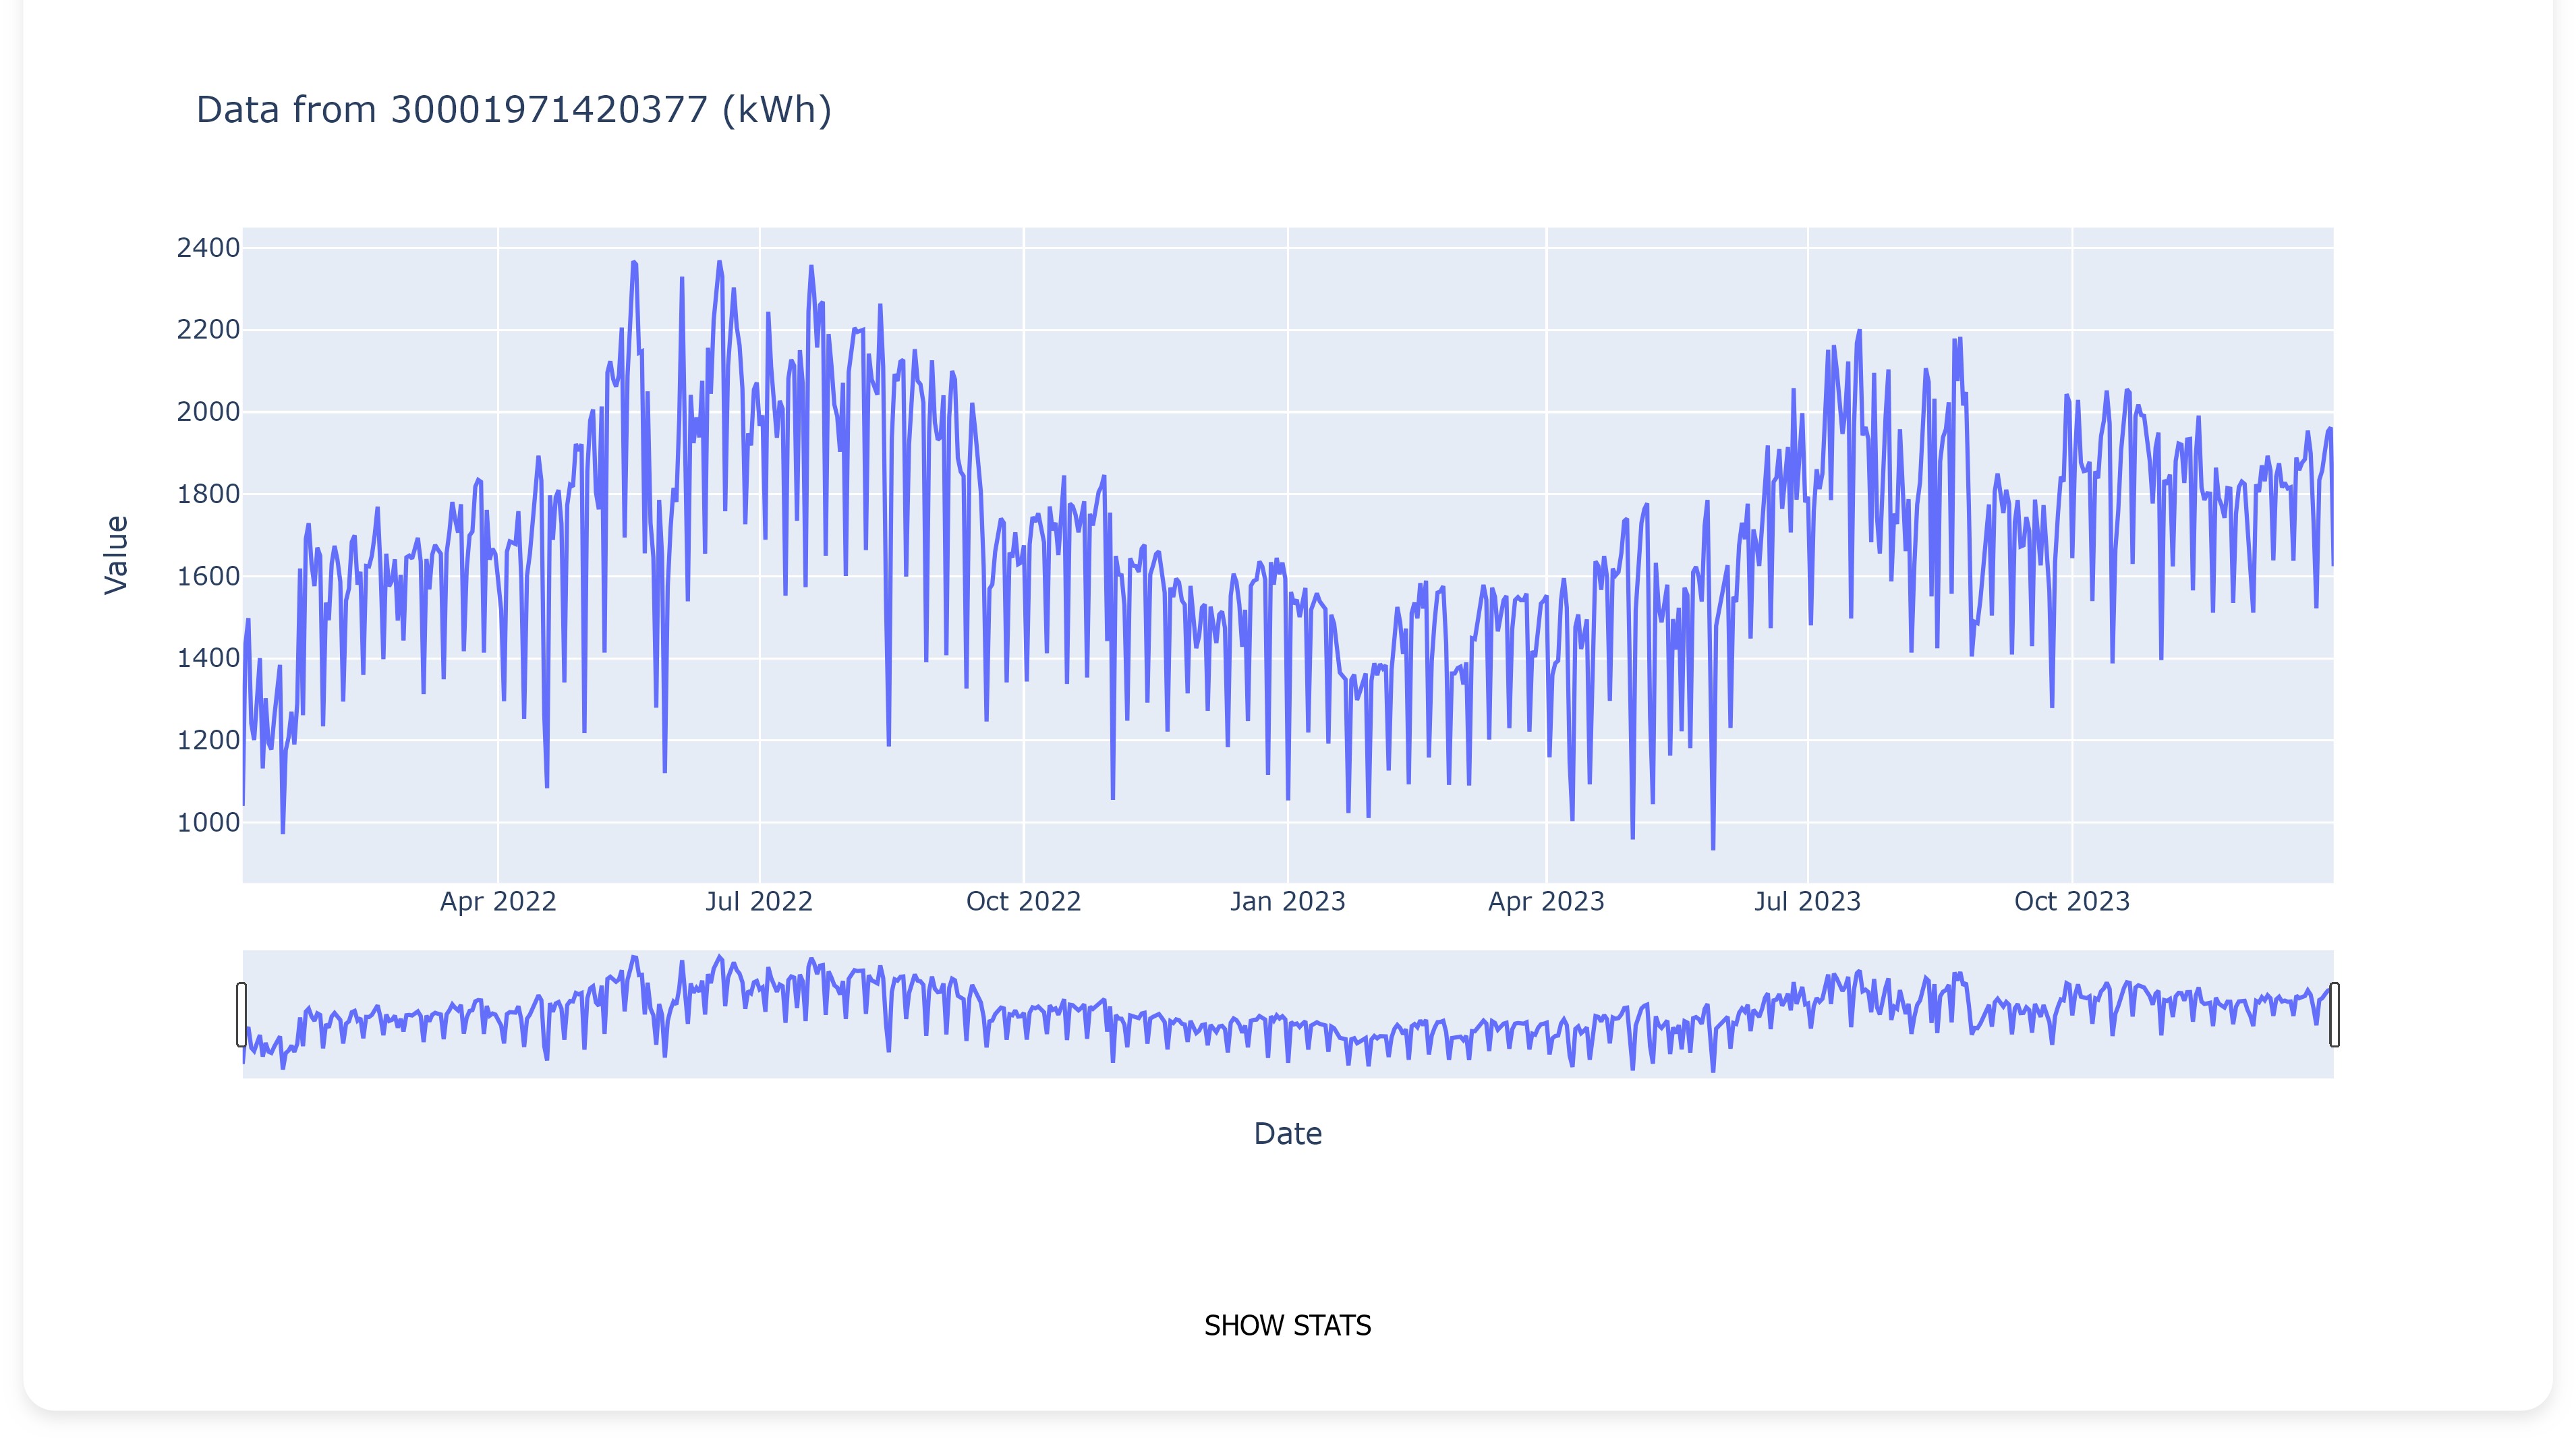 Data from 30001971420377 (kWh)
2400
2200
2000
1800
1600
1400
1200
1000
Value
Apr 2022
Jul 2022
Oct 2022
Jan 2023
Apr 2023
Jul 2023
Oct 2023
Date
SHOW STATS